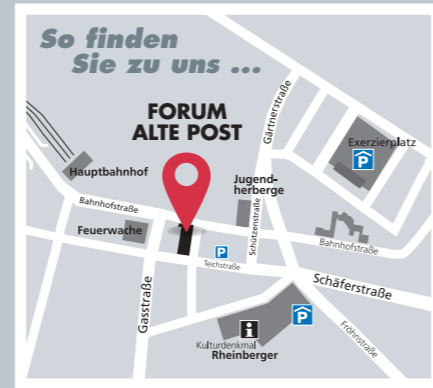 So finden
Sie zu uns ...
FORUM
ALTE POST
Gärtnerstraße
Exerzierplatz
P
Hauptbahnhof
Jugend-
herberge
Bahnhofstraße
Feuerwache
Schützenstraße
Bahnhofstraße
P
Teichstraße
Schäferstraße
Gasstraße
i
P
Kulturdenkmal
Rheinberger
Fröhnstraße